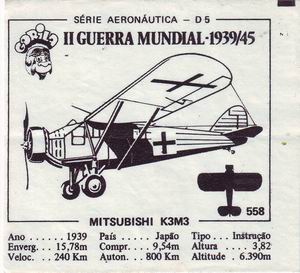 SÉRIE AERONÁUTICA - D 5
II GUERRA MUNDIAL-1939/45
558
MITSUBISHI K3M3
Ano . . . . . . 1939 País . . . . Japão Tipo . . . Instrução
Enverg. . . 15,78m Compr. . . 9,54m Altura . . . . 3,82
Veloc. . . 240 Km Auton. . . 800 Km Altitude . 6.390m